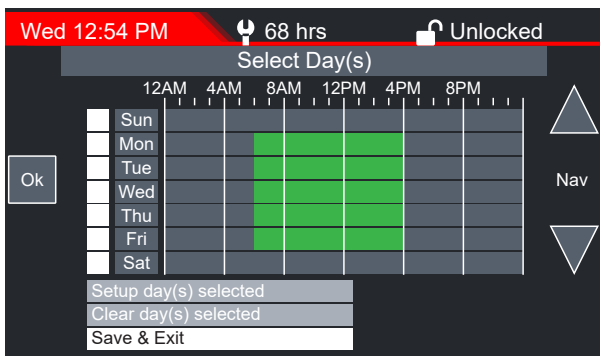 Wed 12:54 PM 68 hrs Unlocked
Select Day(s)
12AM 4AM 8AM 12PM 4PM 8PM
Sun
Mon
Tue
Ok Wed Nav
Thu
Fri
Sat
Setup day(s) selected
Clear day(s) selected
Save & Exit